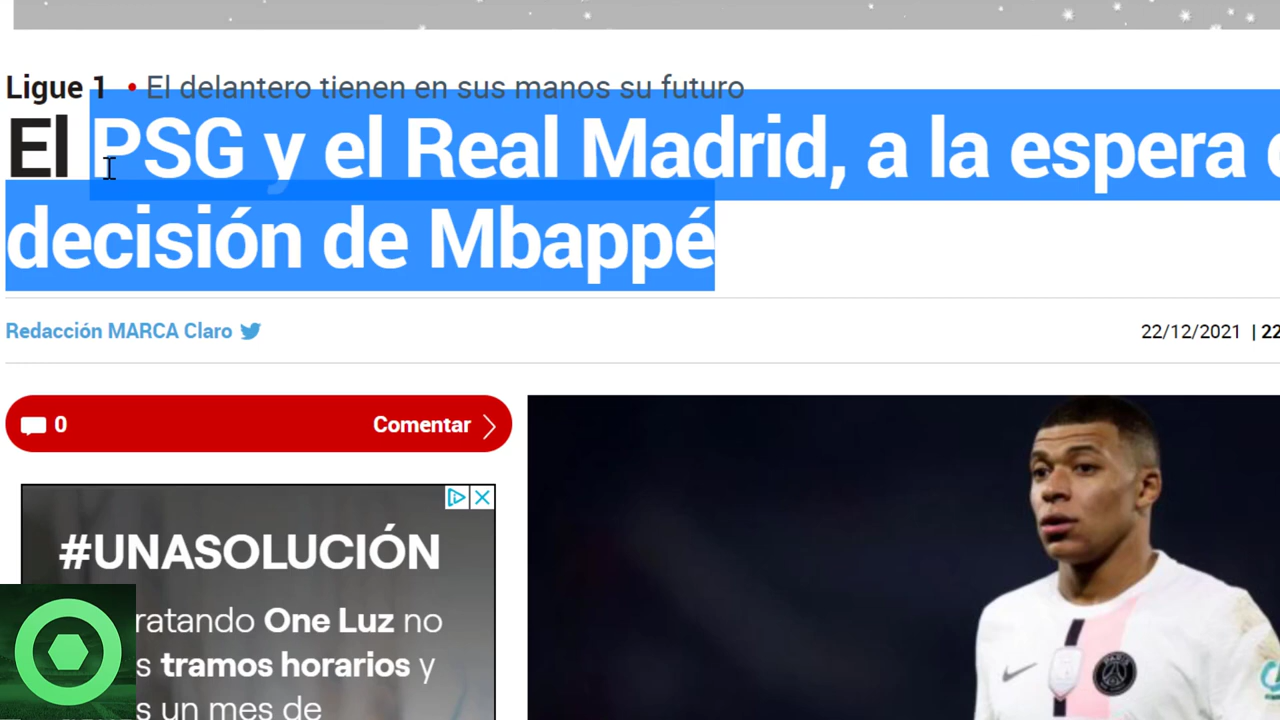 Ligue 1 • El delantero tienen en sus manos su futuro
El PSG y el Real Madrid, a la espera
decisión de Mbappé
Redacción MARCA Claro
22/12/2021 | 22
0 Comentar
#UNASOLUCIÓN
ratando One Luz no
s tramos horarios y
s un mes de